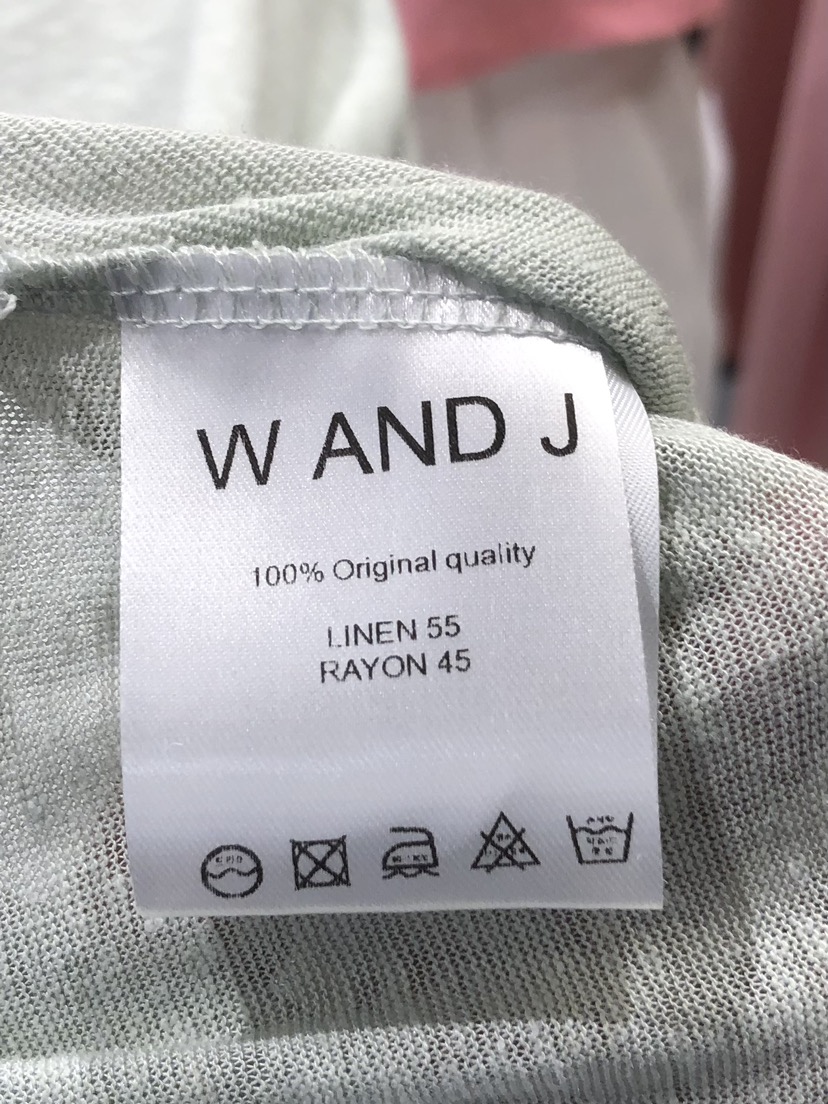 W AND J
100% Original quality
LINEN 55
RAYON 45